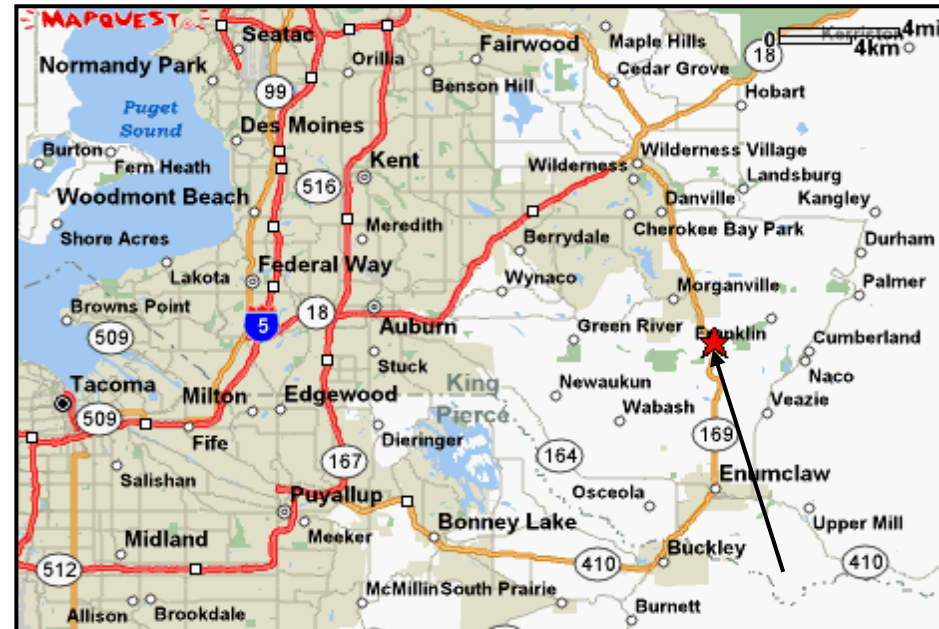 MAPQUEST
Seatac
Orillia
Fairwood
Maple Hills
0 4mi
4km
Kerriston
18
Normandy Park
99
Benson Hill
Cedar Grove
Hobart
Puget
Sound
Des Moines
Burton
Fern Heath
Kent
Wilderness
Wilderness Village
516
Landsburg
Woodmont Beach
Danville
Kangley
Shore Acres
Meredith
Cherokee Bay Park
Berrydale
Durham
Lakota
Federal Way
Wynaco
Morganville
Palmer
Browns Point
509
5
18
Auburn
Green River
Franklin
Cumberland
Stuck
Naco
Tacoma
Milton
Edgewood
King
Pierce
Newaukun
Wabash
Veazie
509
Fife
Dieringer
169
167
164
Salishan
Enumclaw
Puyallup
Osceola
Meeker
Bonney Lake
Upper Mill
Midland
Buckley
512
410
410
McMillin
South Prairie
Allison
Brookdale
Burnett